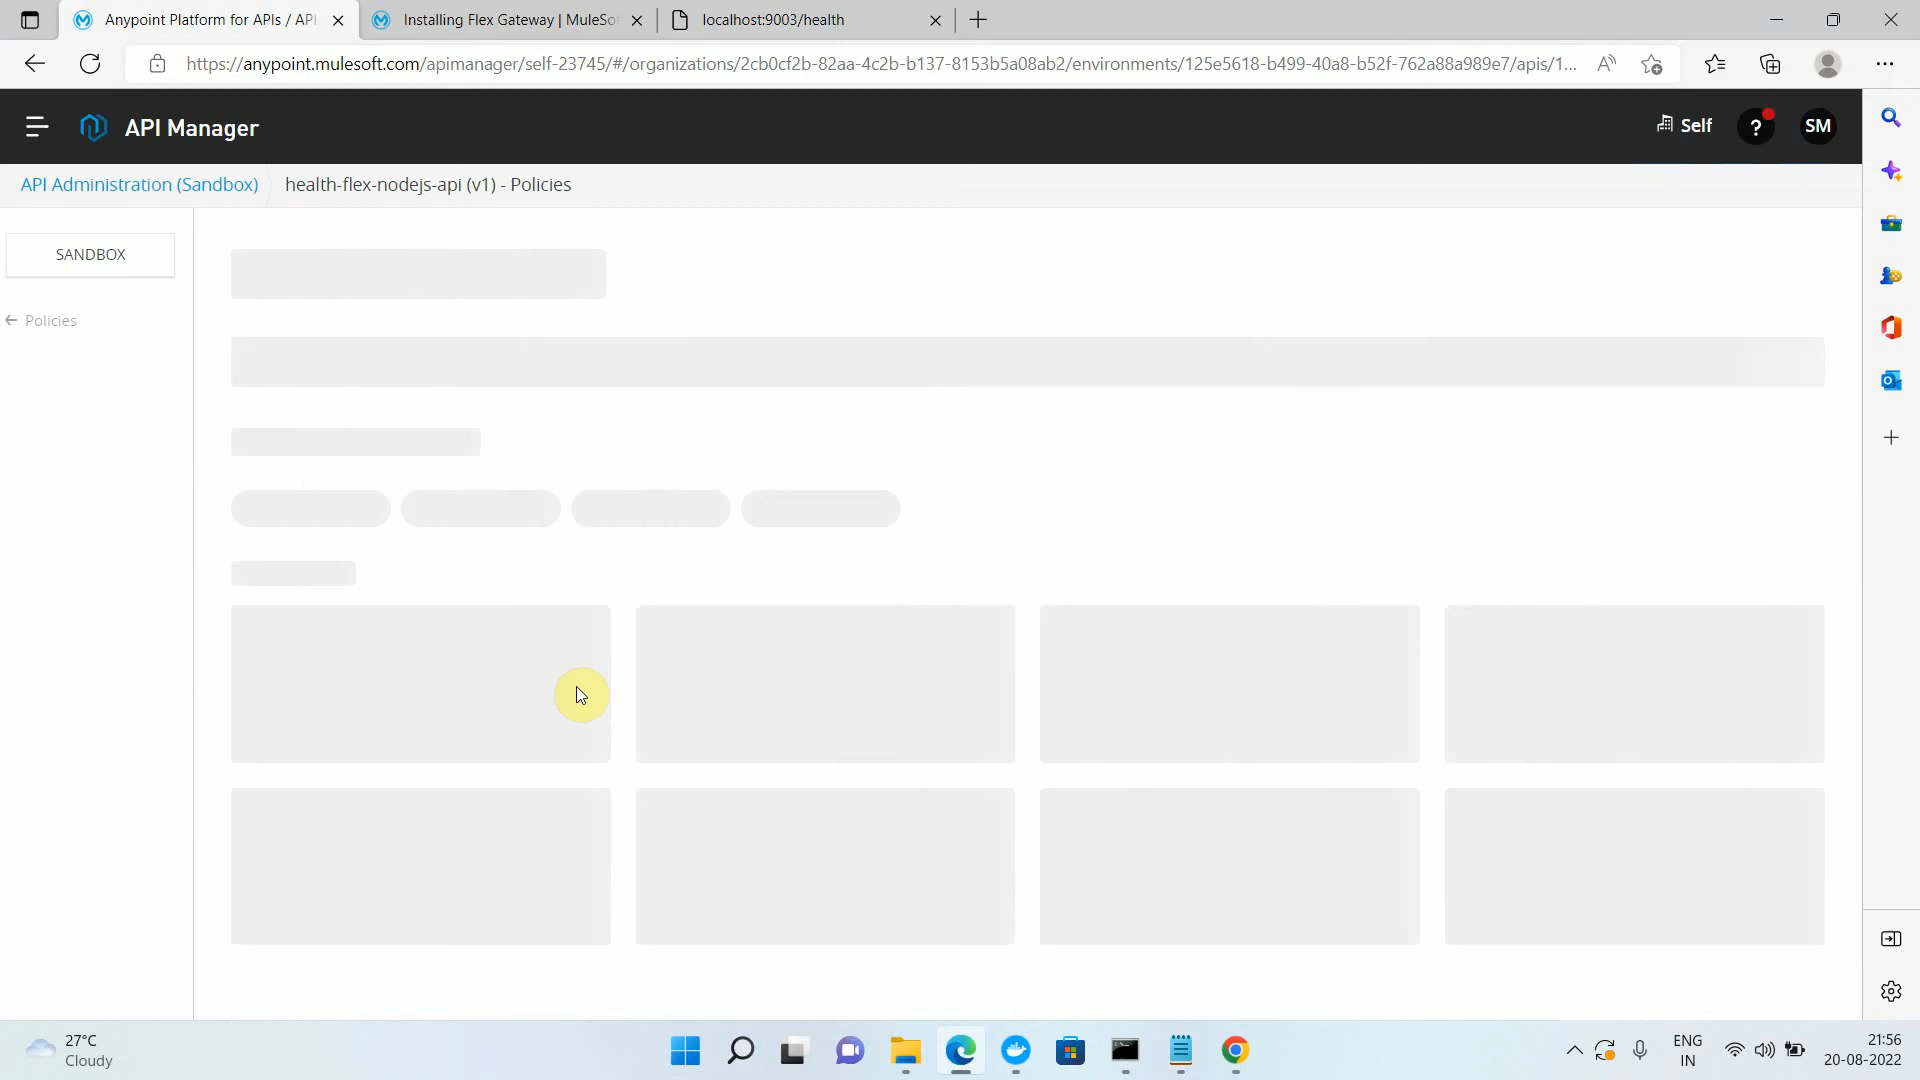 Anypoint Platform for APIs / API
Installing Flex Gateway | MuleSo
localhost:9003/health
https://anypoint.mulesoft.com/apimanager/self-23745/#/organizations/2cb0cf2b-82aa-4c2b-b137-8153b5a08ab2/environments/125e5618-b499-40a8-b52f-762a88a989e7/apis/1...
API Manager
Self
?
SM
API Administration (Sandbox)
health-flex-nodejs-api (v1) - Policies
SANDBOX
Policies
27°C
Cloudy
ENG
IN
21:56
20-08-2022